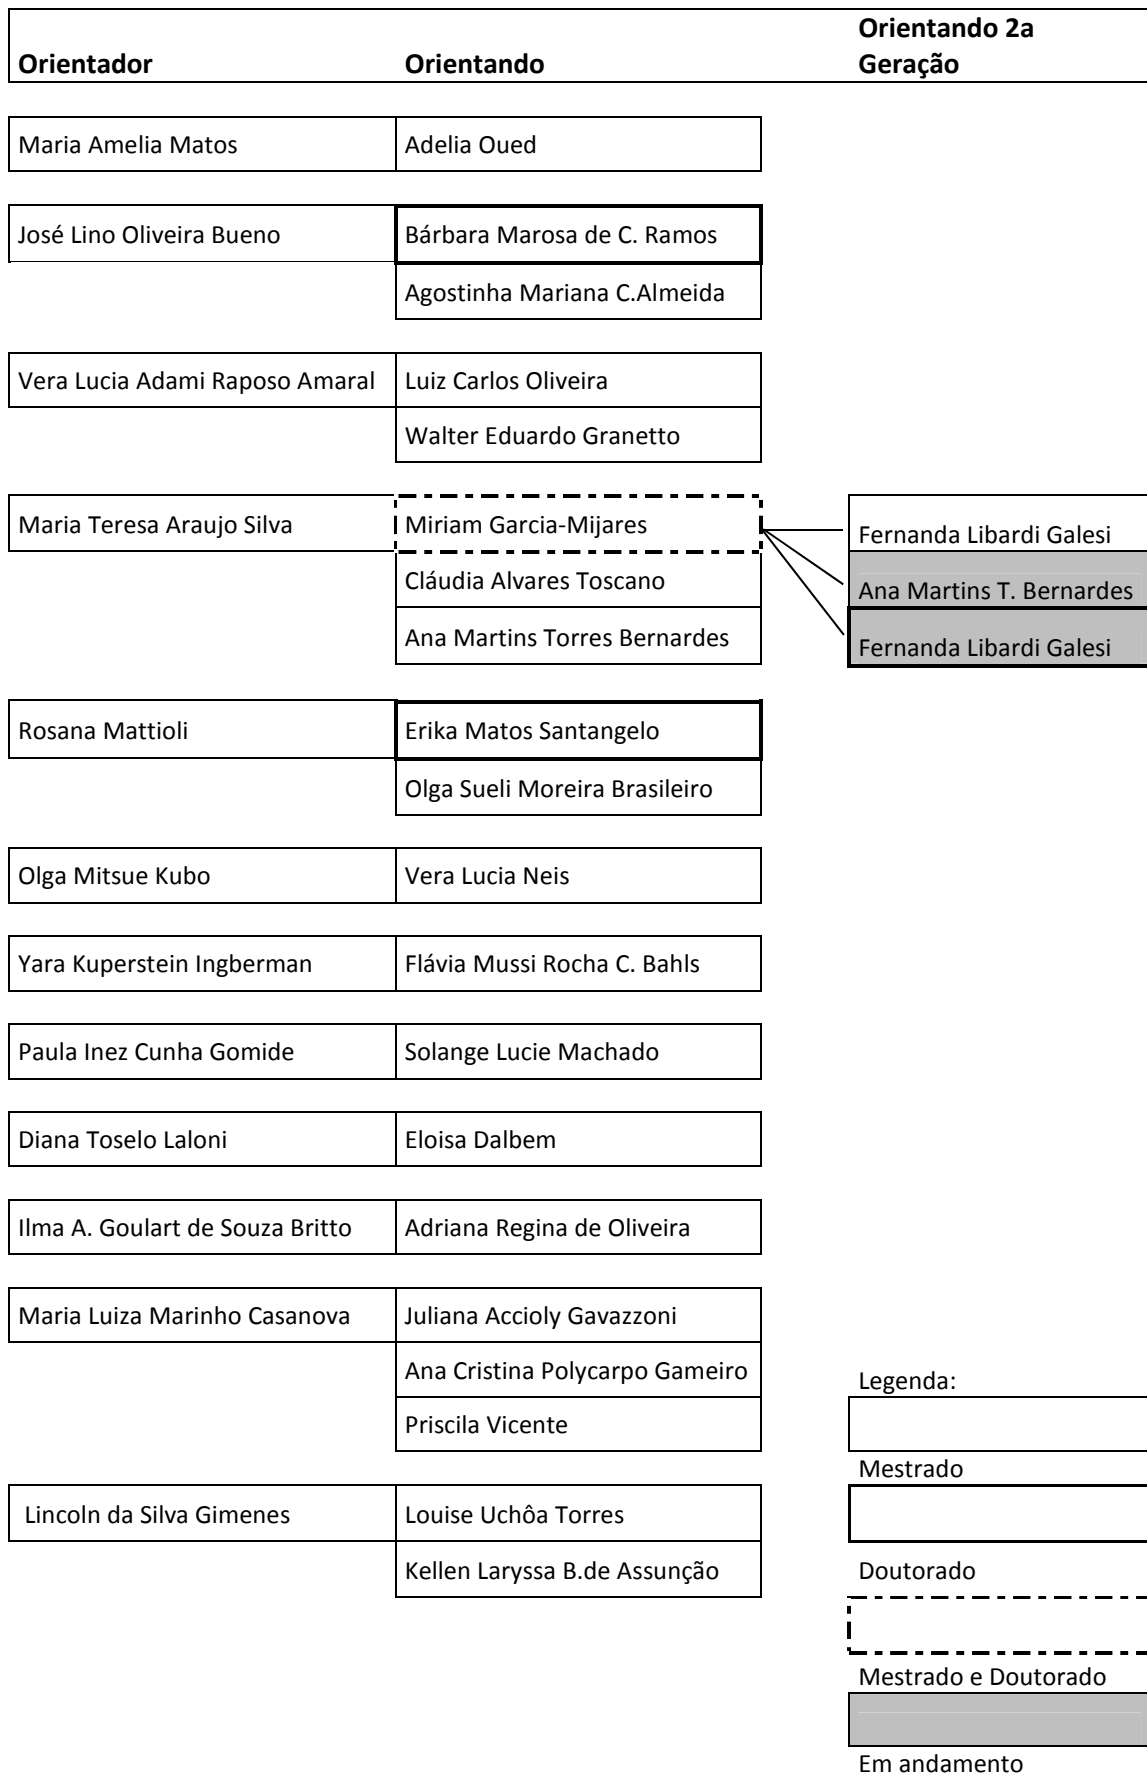 Orientador Orientando Orientando 2a
Geração
Maria Amelia Matos Adelia Oued
José Lino Oliveira Bueno Bárbara Marosa de C. Ramos
Agostinha Mariana C.Almeida
Vera Lucia Adami Raposo Amaral Luiz Carlos Oliveira
Walter Eduardo Granetto
Maria Teresa Araujo Silva Miriam Garcia-Mijares Fernanda Libardi Galesi
Cláudia Alvares Toscano Ana Martins T. Bernardes
Ana Martins Torres Bernardes Fernanda Libardi Galesi
Rosana Mattioli Erika Matos Santangelo
Olga Sueli Moreira Brasileiro
Olga Mitsue Kubo Vera Lucia Neis
Yara Kuperstein Ingberman Flávia Mussi Rocha C. Bahls
Paula Inez Cunha Gomide Solange Lucie Machado
Diana Toselo Laloni Eloisa Dalbem
Ilma A. Goulart de Souza Britto Adriana Regina de Oliveira
Maria Luiza Marinho Casanova Juliana Accioly Gavazzoni
Ana Cristina Polycarpo Gameiro
Priscila Vicente
Lincoln da Silva Gimenes Louise Uchôa Torres
Kellen Laryssa B.de Assunção
Legenda:
Mestrado
Doutorado
Mestrado e Doutorado
Em andamento